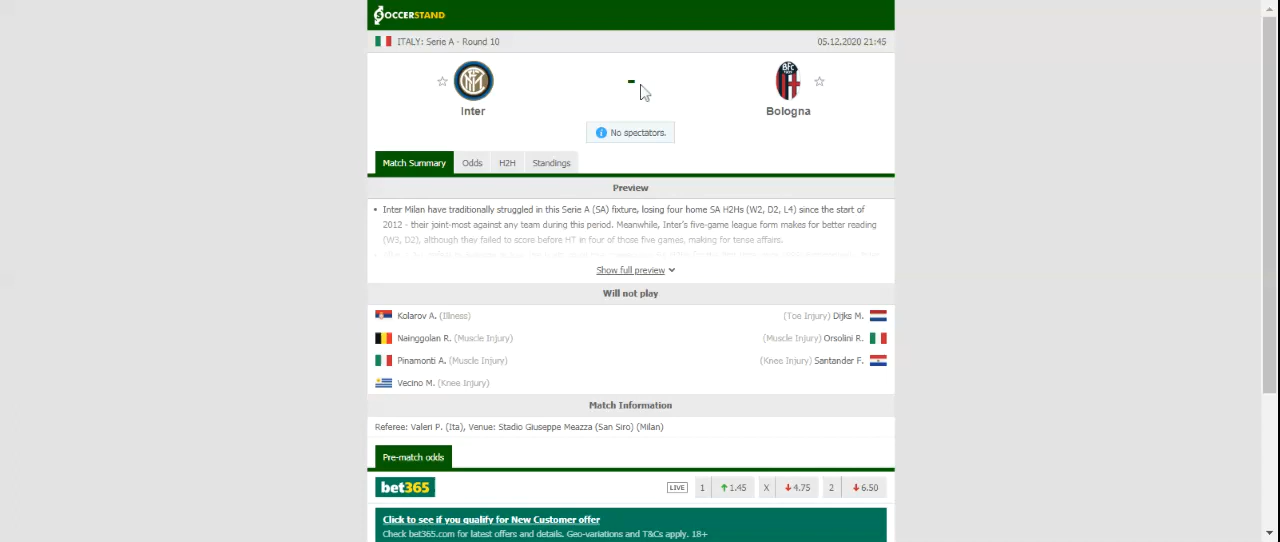 SOCCERSTAND
ITALY: Serie A - Round 10 05.12.2020 21:45
-
Inter Bologna
No spectators.
Match Summary Odds H2H Standings
Preview
• Inter Milan have traditionally struggled in this Serie A (SA) fixture, losing four home SA H2Hs (W2, D2, L4) since the start of
2012 - their joint-most against any team during this period. Meanwhile, Inter's five-game league form makes for better reading
(W3, D2), although they failed to score before HT in four of those five games, making for tense affairs.
Show full preview
Will not play
Kolarov A. (Illness) (Toe Injury) Dijks M.
Nainggolan R. (Muscle Injury) (Muscle Injury) Orsolini R.
Pinamonti A. (Muscle Injury) (Knee Injury) Santander F.
Vecino M. (Knee Injury)
Match Information
Referee: Valeri P. (Ita), Venue: Stadio Giuseppe Meazza (San Siro) (Milan)
Pre-match odds
bet365 LIVE 1 1.45 X 4.75 2 6.50
Click to see if you qualify for New Customer offer
Check bet365.com for latest offers and details. Geo-variations and T&Cs apply. 18+